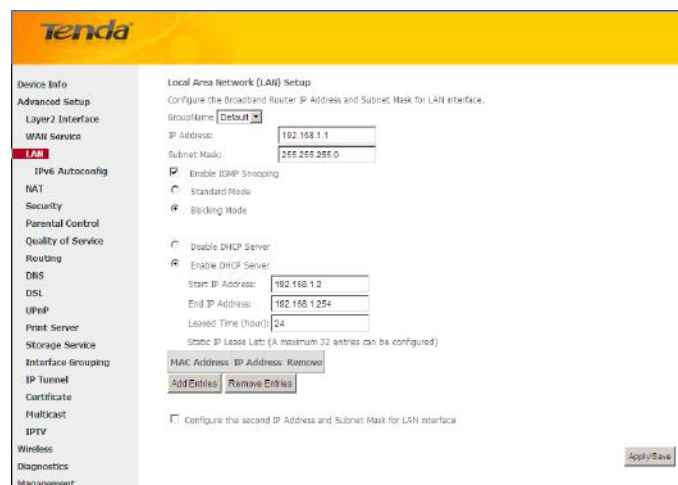 Tenda
Device Info
Advanced Setup
Layer2 Interface
WAN Service
LAN
IPv6 Autoconfig
NAT
Security
Parental Control
Quality of Service
Routing
DNS
DSL
UPnP
Print Server
Storage Service
Interface Grouping
IP Tunnel
Certificate
Multicast
IPTV
Wireless
Diagnostics
Management
Local Area Network (LAN) Setup
Configure the Broadband Router IP Address and Subnet Mask for LAN interface.
GroupName Default
IP Address: 192.168.1.1
Subnet Mask: 255.255.255.0
Enable IGMP Snooping
Standard Mode
Blocking Mode
Disable DHCP Server
Enable DHCP Server
Start IP Address: 192.168.1.2
End IP Address: 192.168.1.254
Leased Time (hour): 24
Static IP Lease List: (A maximum 32 entries can be configured)
MAC Address IP Address Remove
Add Entries Remove Entries
Configure the second IP Address and Subnet Mask for LAN interface
Apply/Save